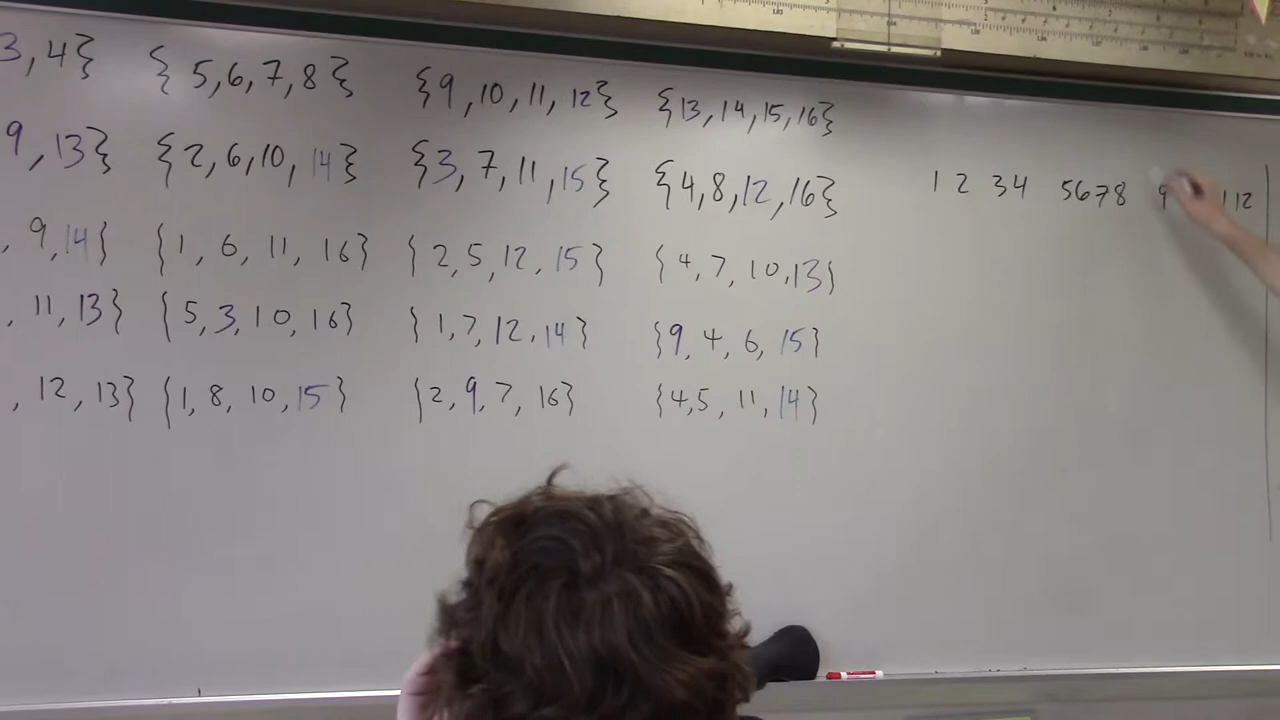 3,4} {5,6,7,8} {9,10,11,12} {13,14,15,16}
9,13} {2,6,10,14} {3,7,11,15} {4,8,12,16} 1 2 3 4 5 6 7 8 9 12
, 9,14} {1,6,11,16} {2,5,12,15} {4,7,10,13}
, 11,13} {5,3,10,16} {1,7,12,14} {9,4,6,15}
, 12,13} {1,8,10,15} {2,9,7,16} {4,5,11,14}